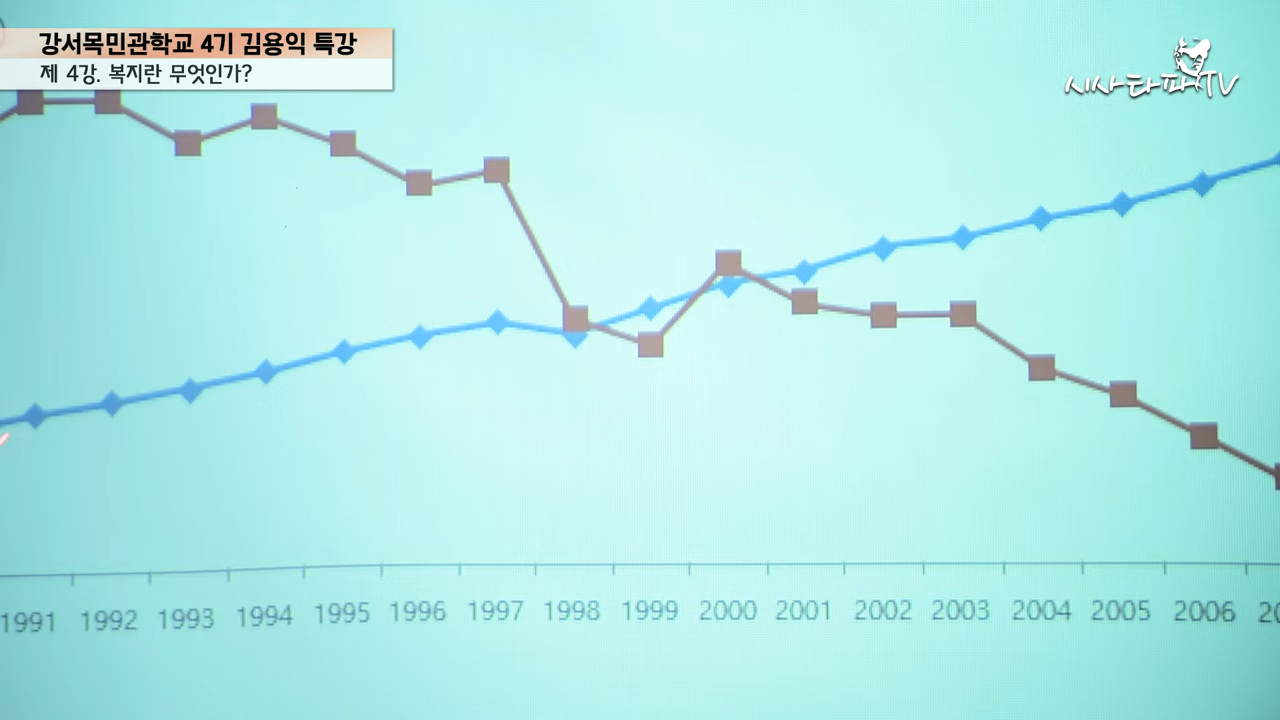 강서목민관학교 4기 김용익 특강
제 4강. 복지란 무엇인가?
시사타파TV
1991 1992 1993 1994 1995 1996 1997 1998 1999 2000 2001 2002 2003 2004 2005 2006